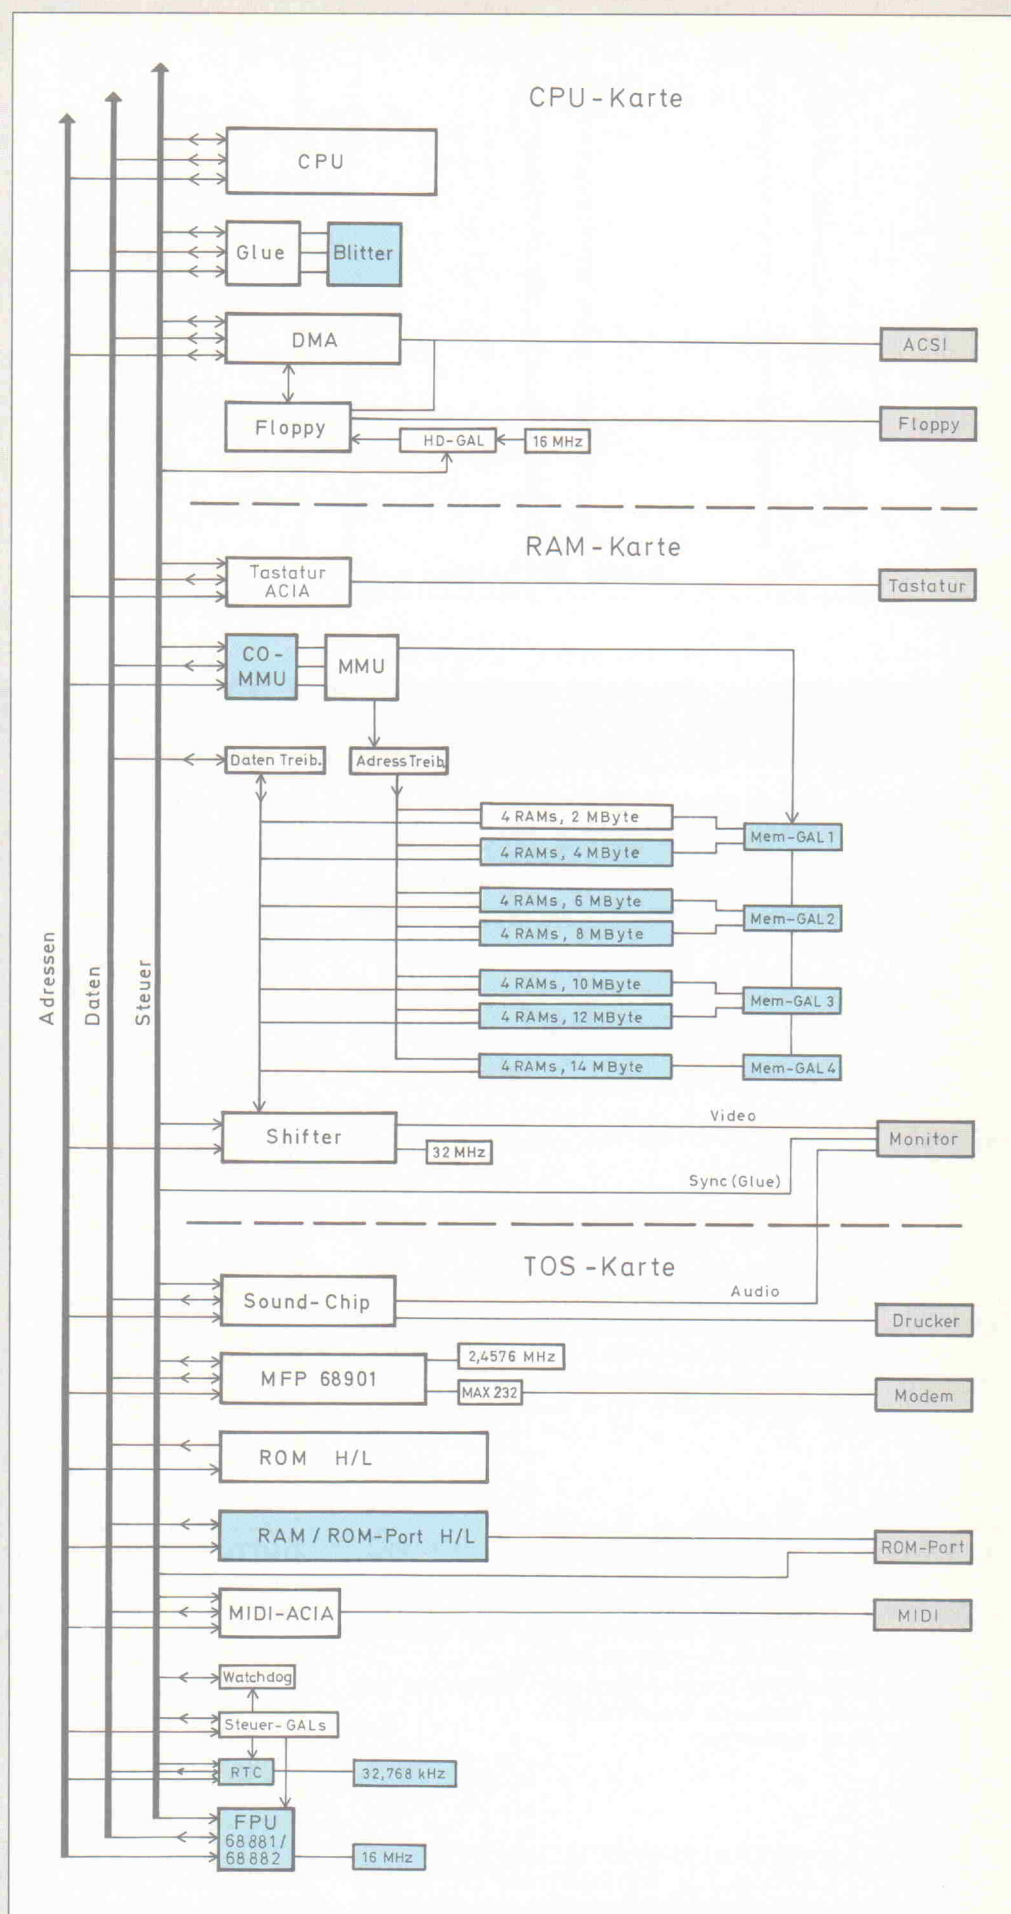 CPU-Karte
CPU
Glue
Blitter
DMA
ACSI
Floppy
Floppy
HD-GAL
16 MHz
RAM-Karte
Tastatur
ACIA
Tastatur
CO-
MMU
MMU
Daten Treib.
Adress Treib.
4 RAMs, 2 MByte
4 RAMs, 4 MByte
Mem-GAL 1
4 RAMs, 6 MByte
4 RAMs, 8 MByte
Mem-GAL 2
4 RAMs, 10 MByte
4 RAMs, 12 MByte
Mem-GAL 3
4 RAMs, 14 MByte
Mem-GAL 4
Adressen
Daten
Steuer
Shifter
32 MHz
Video
Monitor
Sync (Glue)
TOS-Karte
Sound-Chip
Audio
Drucker
MFP 68901
2,4576 MHz
MAX 232
Modem
ROM H/L
RAM / ROM-Port H/L
ROM-Port
MIDI-ACIA
MIDI
Watchdog
Steuer-GALs
RTC
32,768 kHz
FPU
68881/
68882
16 MHz